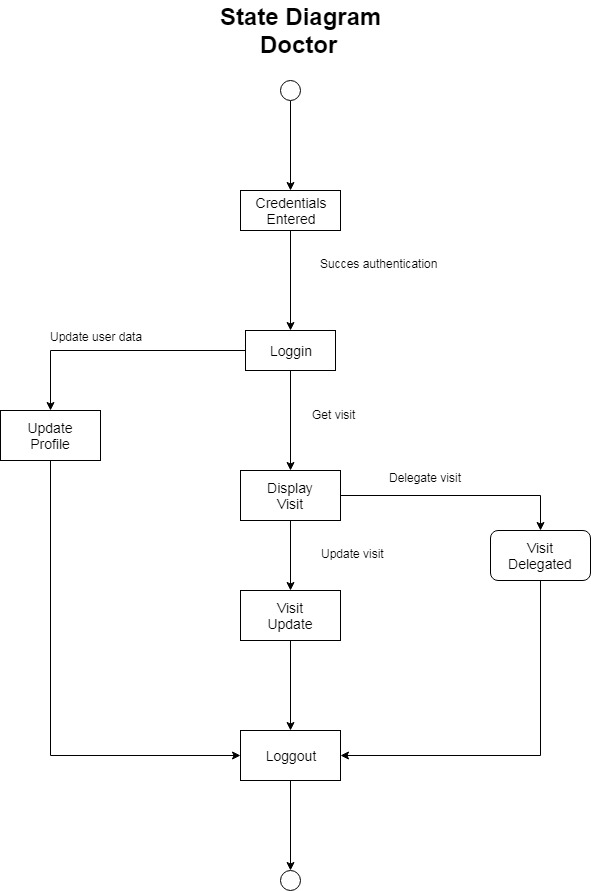 State Diagram
Doctor
Credentials
Entered
Succes authentication
Update user data
Loggin
Update
Profile
Get visit
Display
Visit
Delegate visit
Visit
Delegated
Update visit
Visit
Update
Loggout